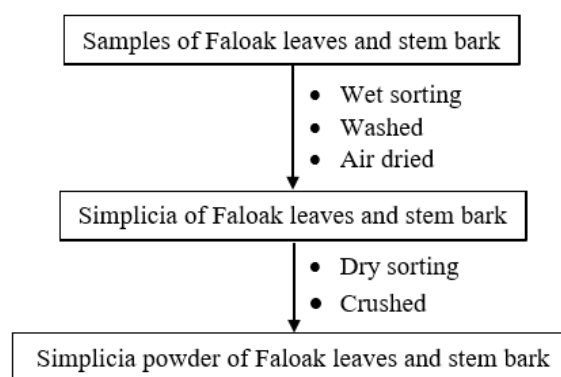 Samples of Faloak leaves and stem bark
• Wet sorting
• Washed
• Air dried
Simplicia of Faloak leaves and stem bark
• Dry sorting
• Crushed
Simplicia powder of Faloak leaves and stem bark